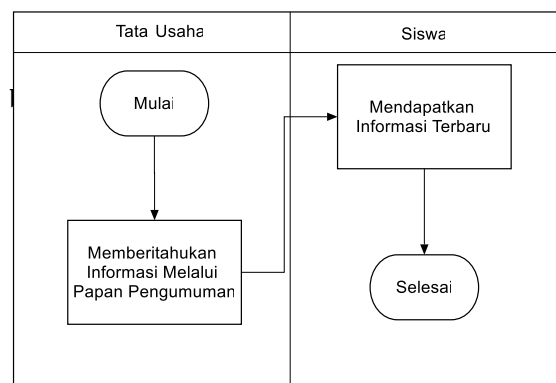 Tata Usaha
Siswa
Mulai
Mendapatkan
Informasi Terbaru
Memberitahukan
Informasi Melalui
Papan Pengumuman
Selesai